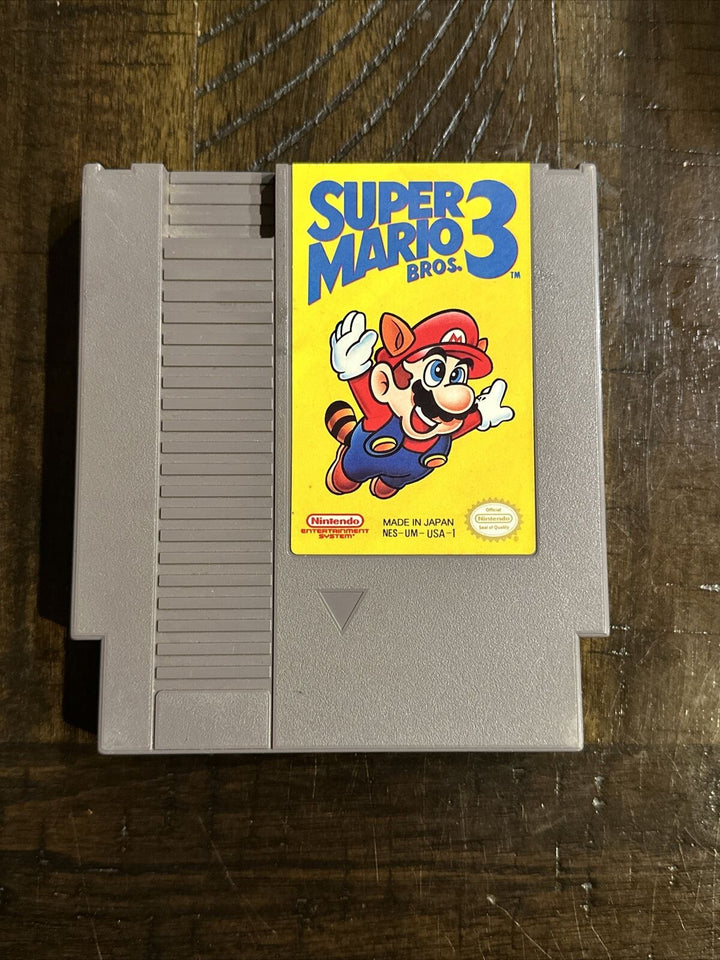 SUPER
MARIO 3
BROS. ™
M
Nintendo
ENTERTAINMENT
SYSTEM®
MADE IN JAPAN
NES-UM-USA-1
Official
Nintendo
Seal of Quality